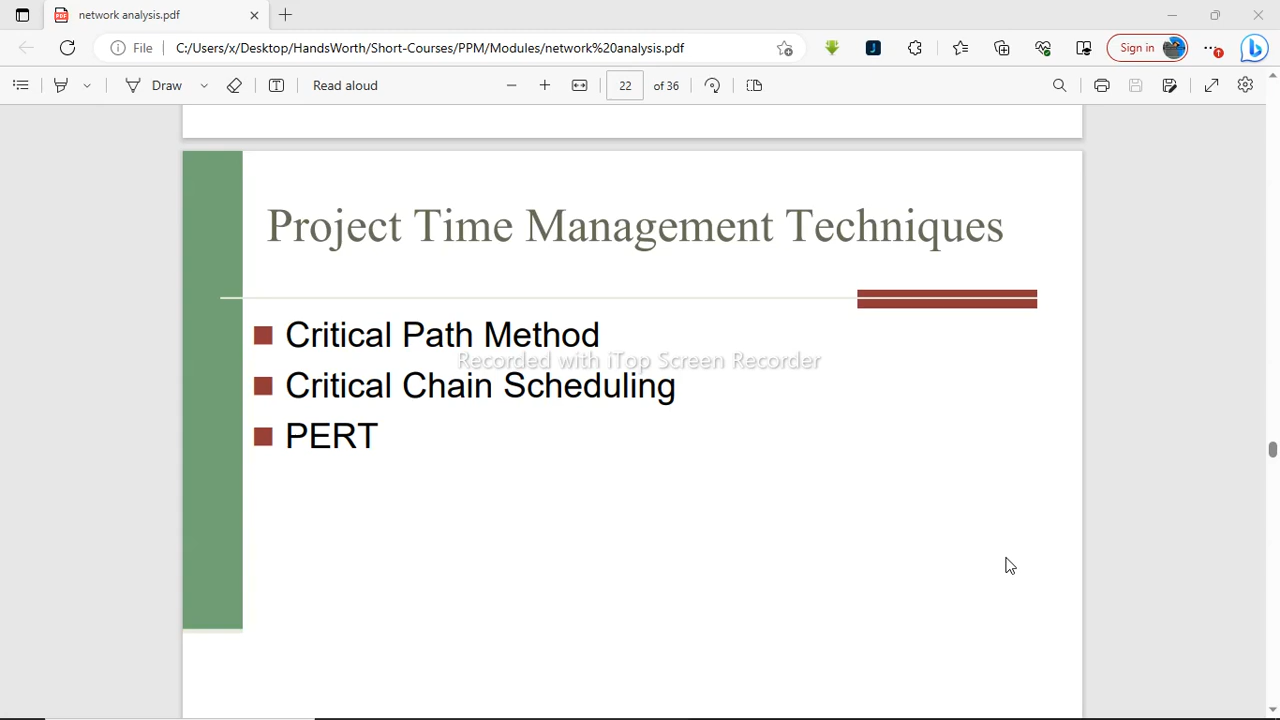 network analysis.pdf
File
C:/Users/x/Desktop/HandsWorth/Short-Courses/PPM/Modules/network%20analysis.pdf
Sign in
Draw
Read aloud
22
of 36
Project Time Management Techniques
Critical Path Method
Recorded with iTop Screen Recorder
Critical Chain Scheduling
PERT